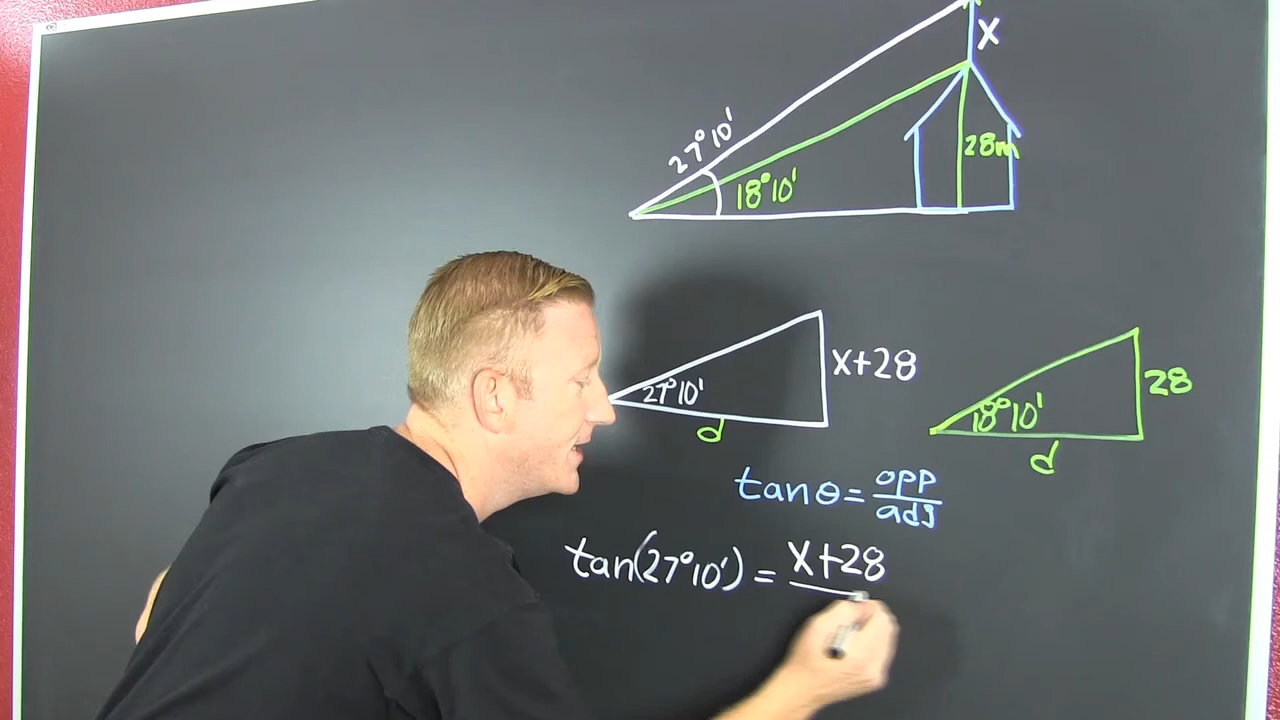 x
27°10'
28m
18°10'
x+28
27°10'
d
28
18°10'
d
tanθ = opp/adj
tan(27°10') = x+28